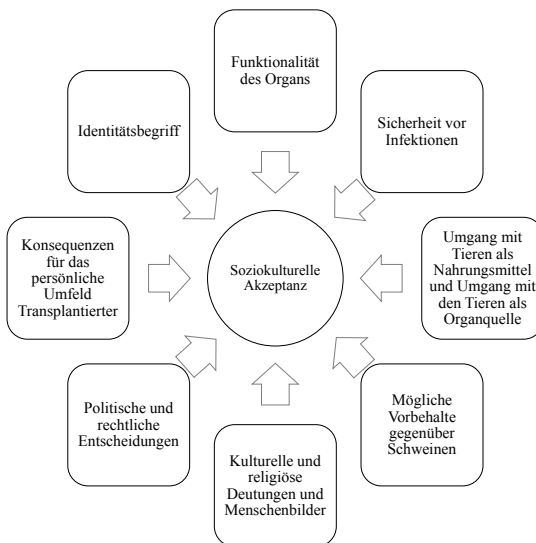 Funktionalität
des Organs
Identitätsbegriff
Sicherheit vor
Infektionen
Konsequenzen
für das
persönliche
Umfeld
Transplantierter
Soziokulturelle
Akzeptanz
Umgang mit
Tieren als
Nahrungsmittel
und Umgang mit
den Tieren als
Organquelle
Politische und
rechtliche
Entscheidungen
Mögliche
Vorbehalte
gegenüber
Schweinen
Kulturelle und
religiöse
Deutungen und
Menschenbilder